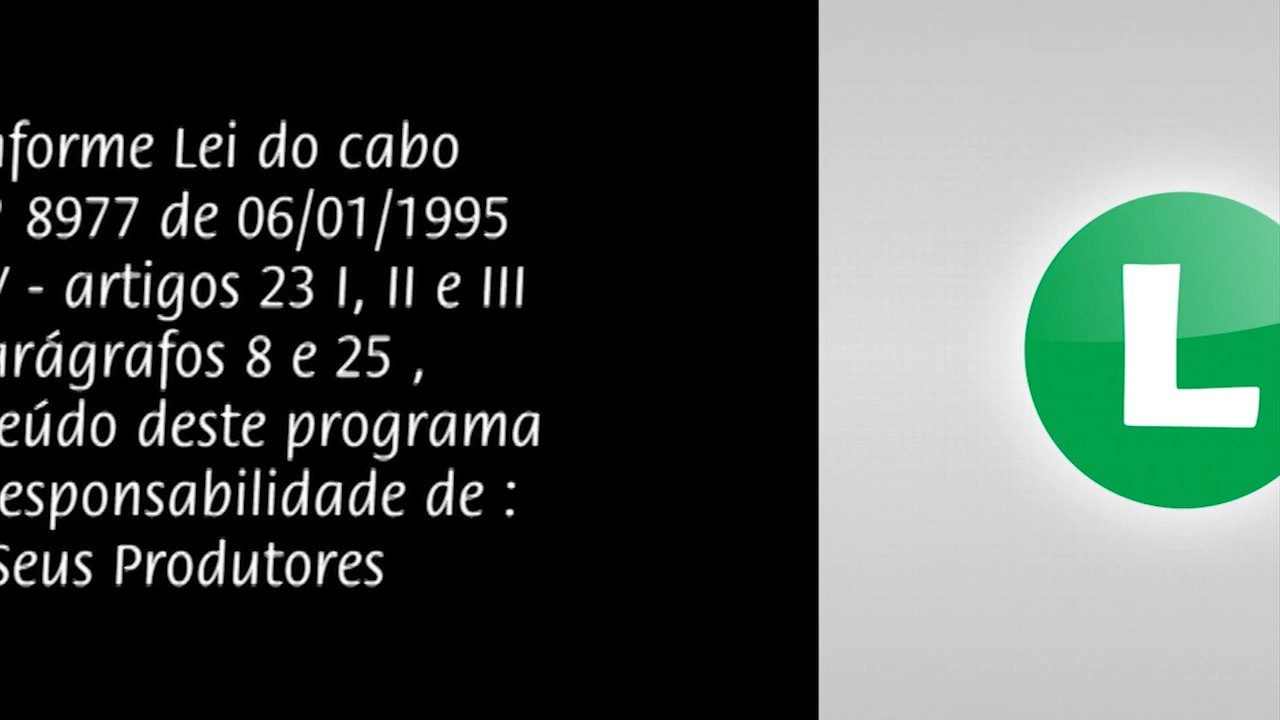 nforme Lei do cabo
° 8977 de 06/01/1995
V - artigos 23 I, II e III
arágrafos 8 e 25 ,
eúdo deste programa
esponsabilidade de :
Seus Produtores
L